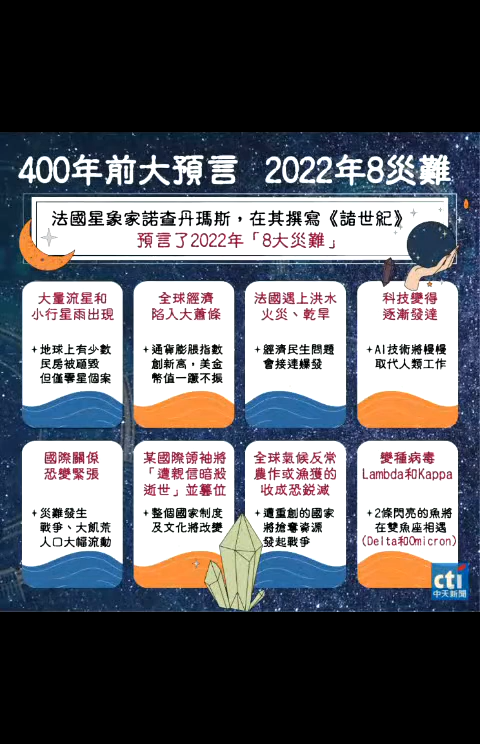 400年前大預言 2022年8災難
法國星象家諾查丹瑪斯，在其撰寫《諸世紀》
預言了2022年「8大災難」
大量流星和
小行星雨出現
+地球上有少數
民房被砸毀
但僅零星個案
全球經濟
陷入大蕭條
+通貨膨脹指數
創新高，美金
幣值一蹶不振
法國遇上洪水
火災、乾旱
+經濟民生問題
會接連爆發
科技變得
逐漸發達
+AI技術將慢慢
取代人類工作
國際關係
恐變緊張
+災難發生
戰爭、大飢荒
人口大幅流動
某國際領袖將
「遭親信暗殺
逝世」並篡位
+整個國家制度
及文化將改變
全球氣候反常
農作或漁獲的
收成恐銳減
+遭重創的國家
將搶奪資源
發起戰爭
變種病毒
Lambda和Kappa
+2條閃亮的魚將
在雙魚座相遇
(Delta和Omicron)
cti
中天新聞